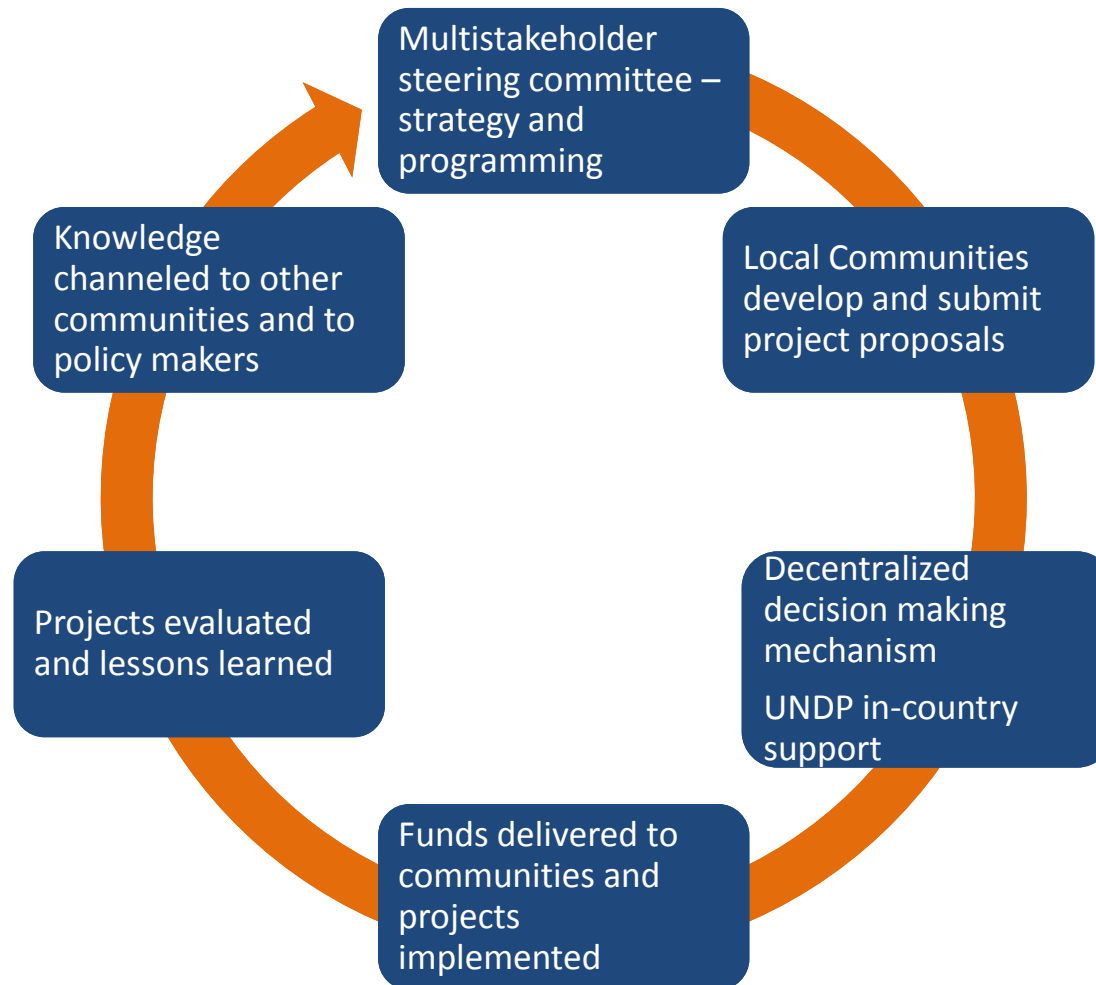 Multistakeholder
steering committee –
strategy and
programming
Local Communities
develop and submit
project proposals
Decentralized
decision making
mechanism
UNDP in-country
support
Funds delivered to
communities and
projects
implemented
Projects evaluated
and lessons learned
Knowledge
channeled to other
communities and to
policy makers